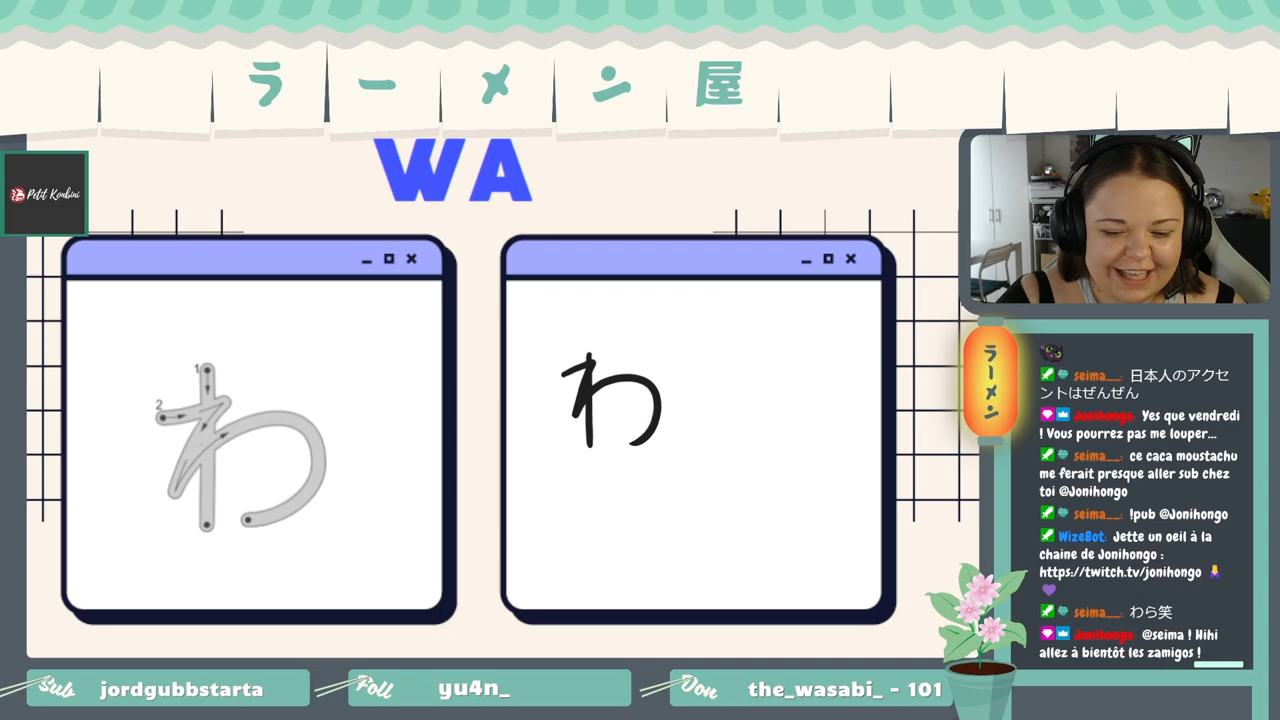 ラーメン屋
WA
Petit Konbini
1
2
わ
わ
ラーメン
seima__: 日本人のアクセ
ントはぜんぜん
Jonihongo: Yes que vendredi
! Vous pourrez pas me louper...
seima__: ce caca moustachu
me ferait presque aller sub chez
toi @Jonihongo
seima__: !pub @Jonihongo
WizeBot: Jette un oeil à la
chaine de Jonihongo :
https://twitch.tv/jonihongo
seima__: わら笑
Jonihongo: @seima ! Hihi
allez à bientôt les zamigos !
Sub jordgubbstarta
Foll yu4n_
Don the_wasabi_ - 101